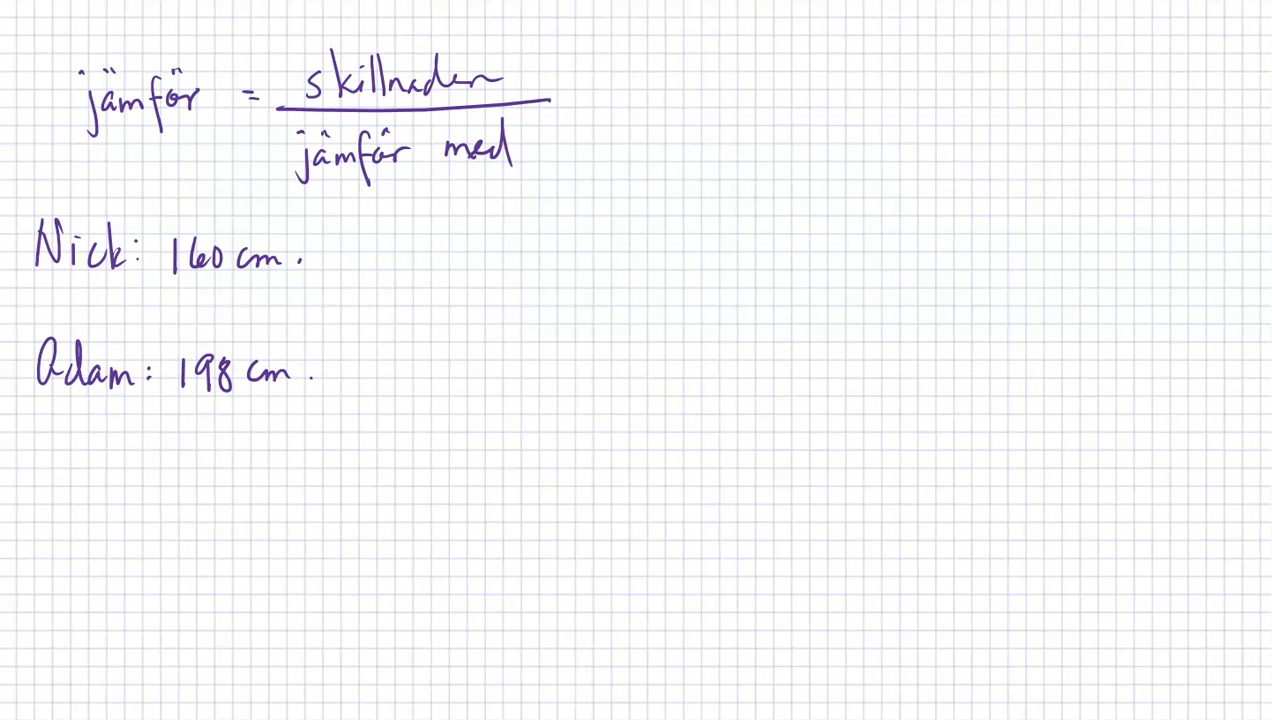 jämför = skillnaden
jämför med
Nick: 160 cm.
Adam: 198 cm.